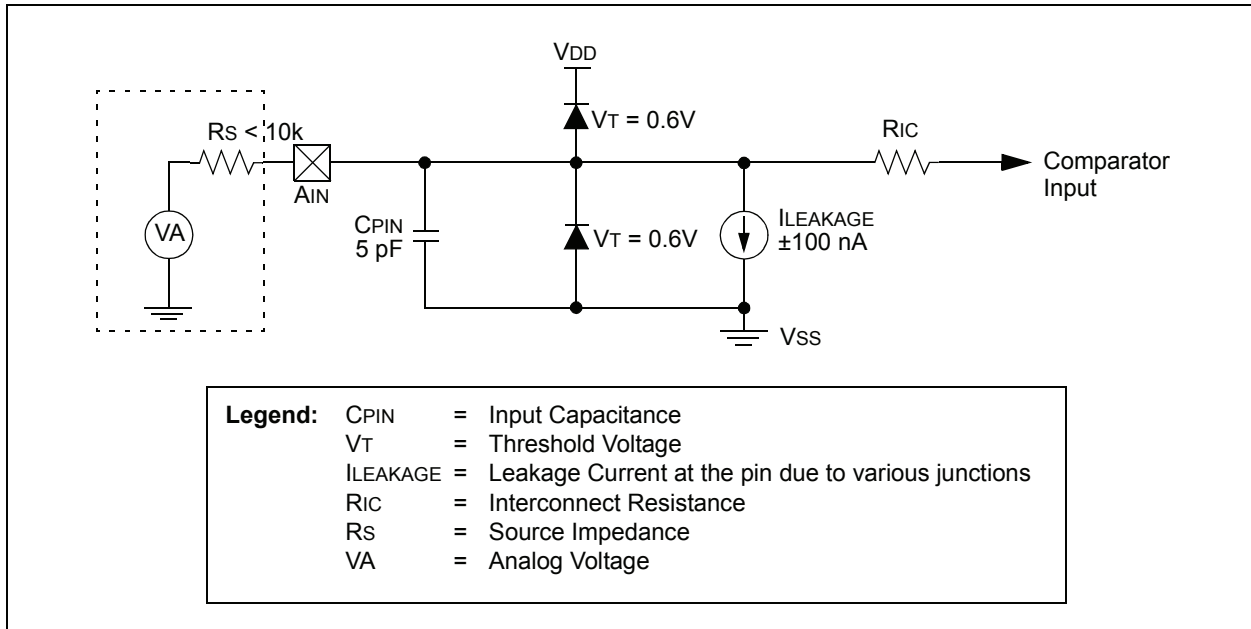 VDD
VT = 0.6V
RS < 10k
RIC
AIN
Comparator
Input
VA
CPIN
5 pF
VT = 0.6V
ILEAKAGE
±100 nA
VSS
Legend: CPIN = Input Capacitance
VT = Threshold Voltage
ILEAKAGE = Leakage Current at the pin due to various junctions
RIC = Interconnect Resistance
RS = Source Impedance
VA = Analog Voltage